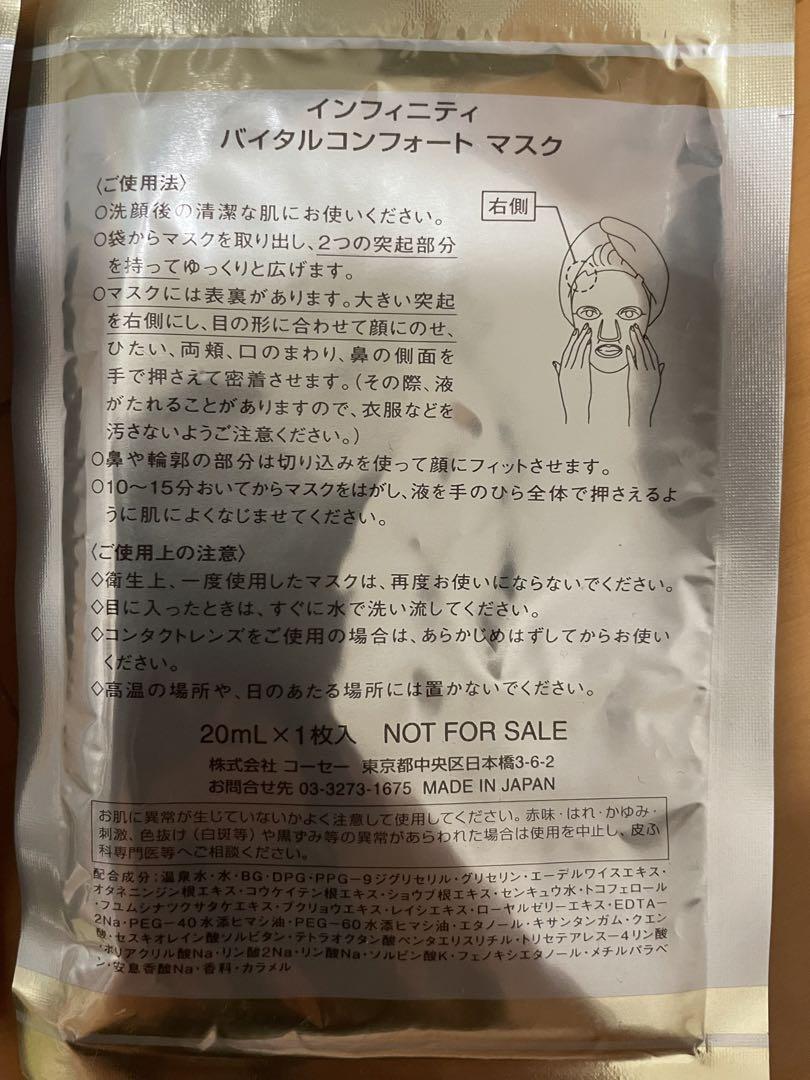 インフィニティ
バイタルコンフォート マスク
〈ご使用法〉
○洗顔後の清潔な肌にお使いください。
○袋からマスクを取り出し、2つの突起部分
を持ってゆっくりと広げます。
○マスクには表裏があります。大きい突起
を右側にし、目の形に合わせて顔にのせ、
ひたい、両頬、口のまわり、鼻の側面を
手で押さえて密着させます。（その際、液
がたれることがありますので、衣服などを
汚さないようご注意ください。）
右側
○鼻や輪郭の部分は切り込みを使って顔にフィットさせます。
○10～15分おいてからマスクをはがし、液を手のひら全体で押さえるよ
うに肌によくなじませてください。
〈ご使用上の注意〉
◇衛生上、一度使用したマスクは、再度お使いにならないでください。
◇目に入ったときは、すぐに水で洗い流してください。
◇コンタクトレンズをご使用の場合は、あらかじめはずしてからお使い
ください。
◇高温の場所や、日のあたる場所には置かないでください。
20mL×1枚入 NOT FOR SALE
株式会社 コーセー 東京都中央区日本橋3-6-2
お問合せ先 03-3273-1675 MADE IN JAPAN
お肌に異常が生じていないかよく注意して使用してください。赤味・はれ・かゆみ・
刺激、色抜け（白斑等）や黒ずみ等の異常があらわれた場合は使用を中止し、皮ふ
科専門医等へご相談ください。
配合成分：温泉水・水・BG・DPG・PPG－9ジグリセリル・グリセリン・エーデルワイスエキス・
オタネニンジン根エキス・コウケイテン根エキス・ショウブ根エキス・センキュウ水・トコフェロール
・フユムシナツクサタケエキス・ブクリョウエキス・レイシエキス・ローヤルゼリーエキス・EDTA－
2Na・PEG－40水添ヒマシ油・PEG－60水添ヒマシ油・エタノール・キサンタンガム・クエン
酸・セスキオレイン酸ソルビタン・テトラオクタン酸ペンタエリスリチル・トリセテアレス－4リン酸
・ポリアクリル酸Na・リン酸2Na・リン酸Na・ソルビン酸K・フェノキシエタノール・メチルパラベ
ン・安息香酸Na・香料・カラメル